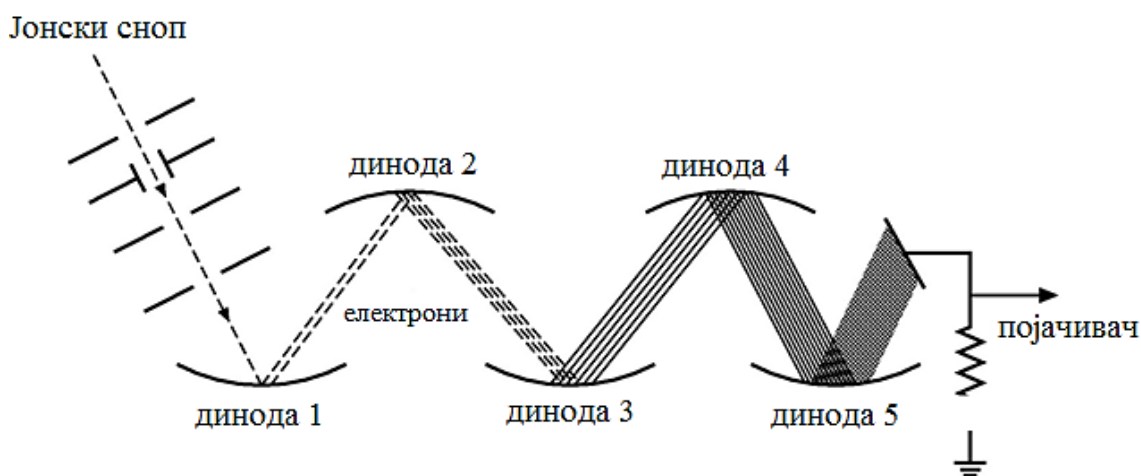 Јонски сноп
динода 2
динода 4
електрони
појачивач
динода 1
динода 3
динода 5